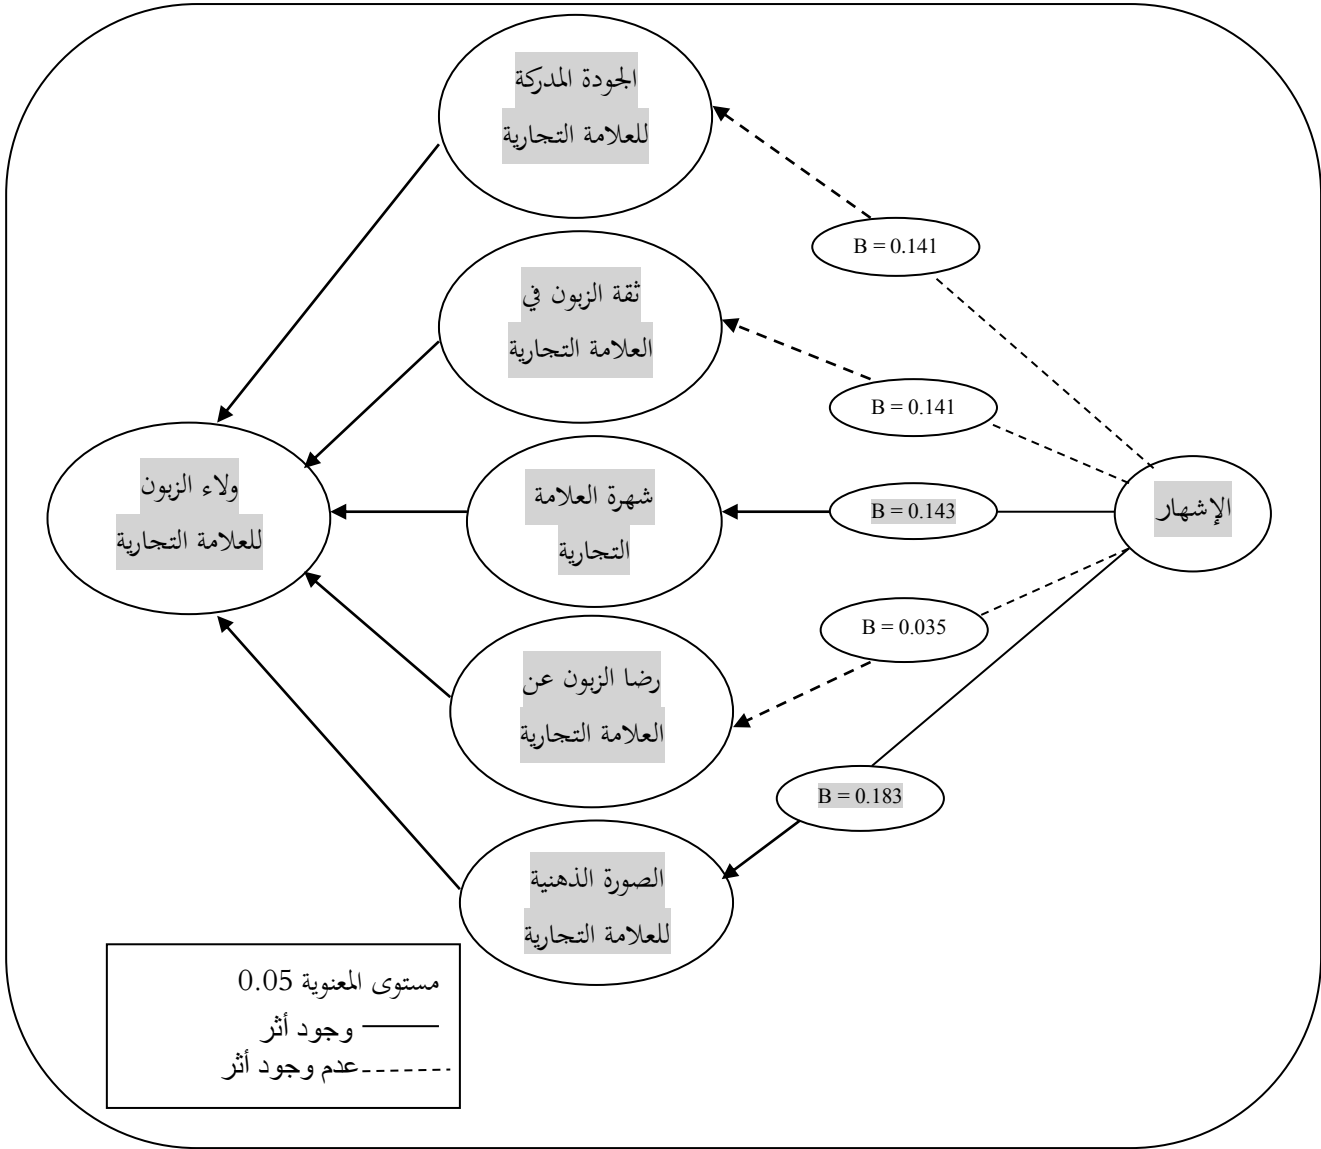 الجودة المدركة
للعلامة التجارية
B = 0.141
ثقة الزبون في
العلامة التجارية
B = 0.141
الإشهار
شهرة العلامة
التجارية
B = 0.143
ولاء الزبون
للعلامة التجارية
B = 0.035
رضا الزبون عن
العلامة التجارية
B = 0.183
الصورة الذهنية
للعلامة التجارية
مستوى المعنوية 0.05
وجود أثر
عدم وجود أثر